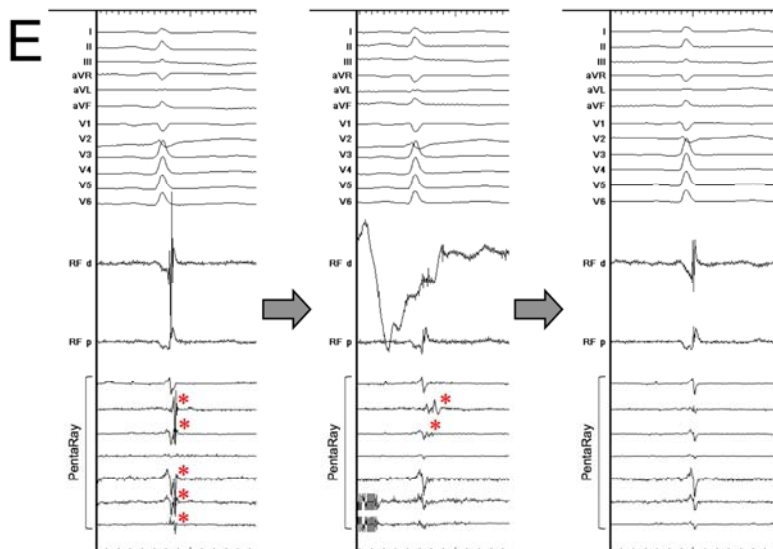 E
I
II
III
aVR
aVL
aVF
V1
V2
V3
V4
V5
V6
RF d
RF p
PentaRay
*
*
*
*
*
I
II
III
aVR
aVL
aVF
V1
V2
V3
V4
V5
V6
RF d
RF p
PentaRay
*
*
I
II
III
aVR
aVL
aVF
V1
V2
V3
V4
V5
V6
RF d
RF p
PentaRay